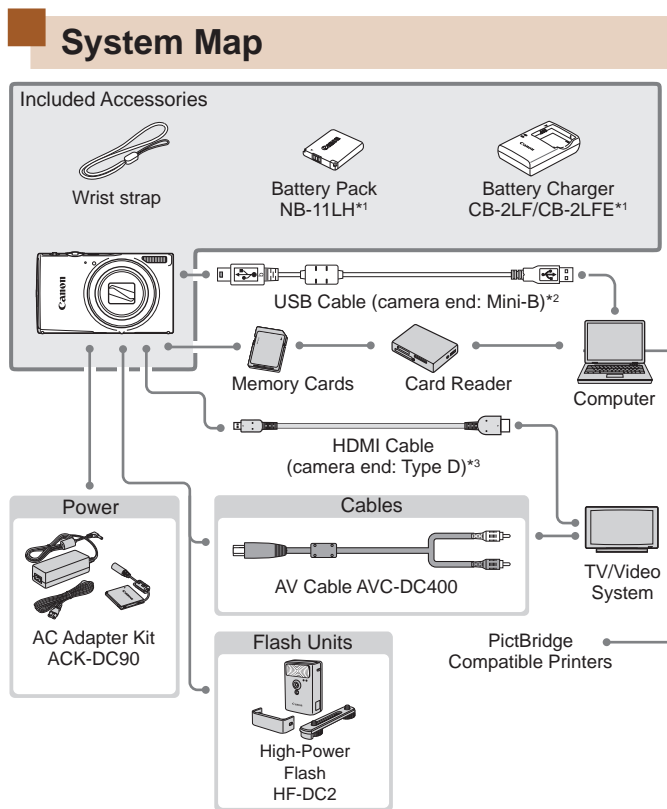 System Map
Included Accessories
Wrist strap
Battery Pack
NB-11LH*1
Battery Charger
CB-2LF/CB-2LFE*1
Canon
USB Cable (camera end: Mini-B)*2
Memory Cards
Card Reader
Computer
HDMI Cable
(camera end: Type D)*3
Power
AC Adapter Kit
ACK-DC90
Cables
AV Cable AVC-DC400
TV/Video
System
Flash Units
High-Power
Flash
HF-DC2
PictBridge
Compatible Printers